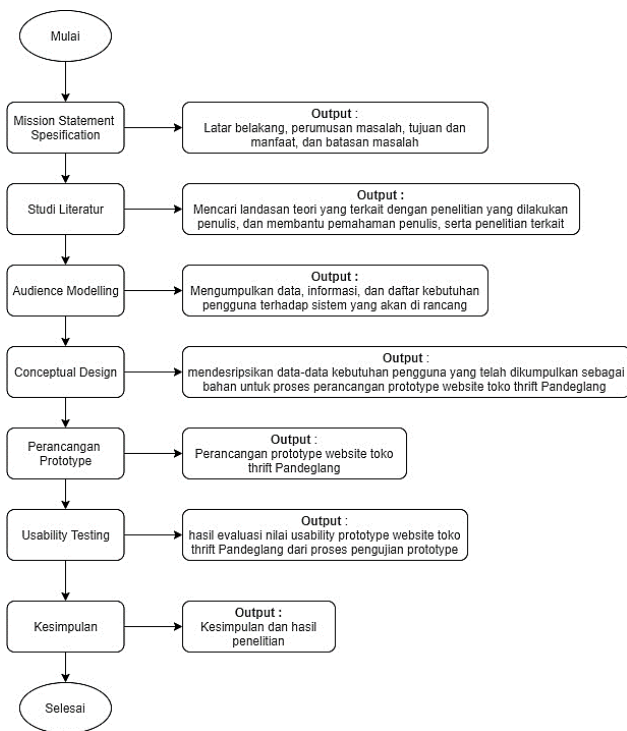 Mulai
Mission Statement
Spesification
Output :
Latar belakang, perumusan masalah, tujuan dan
manfaat, dan batasan masalah
Studi Literatur
Output :
Mencari landasan teori yang terkait dengan penelitian yang dilakukan
penulis, dan membantu pemahaman penulis, serta penelitian terkait
Audience Modelling
Output :
Mengumpulkan data, informasi, dan daftar kebutuhan
pengguna terhadap sistem yang akan di rancang
Conceptual Design
Output :
mendesripsikan data-data kebutuhan pengguna yang telah dikumpulkan sebagai
bahan untuk proses perancangan prototype website toko thrift Pandeglang
Perancangan
Prototype
Output :
Perancangan prototype website toko
thrift Pandeglang
Usability Testing
Output :
hasil evaluasi nilai usability prototype website toko
thrift Pandeglang dari proses pengujian prototype
Kesimpulan
Output :
Kesimpulan dan hasil
penelitian
Selesai